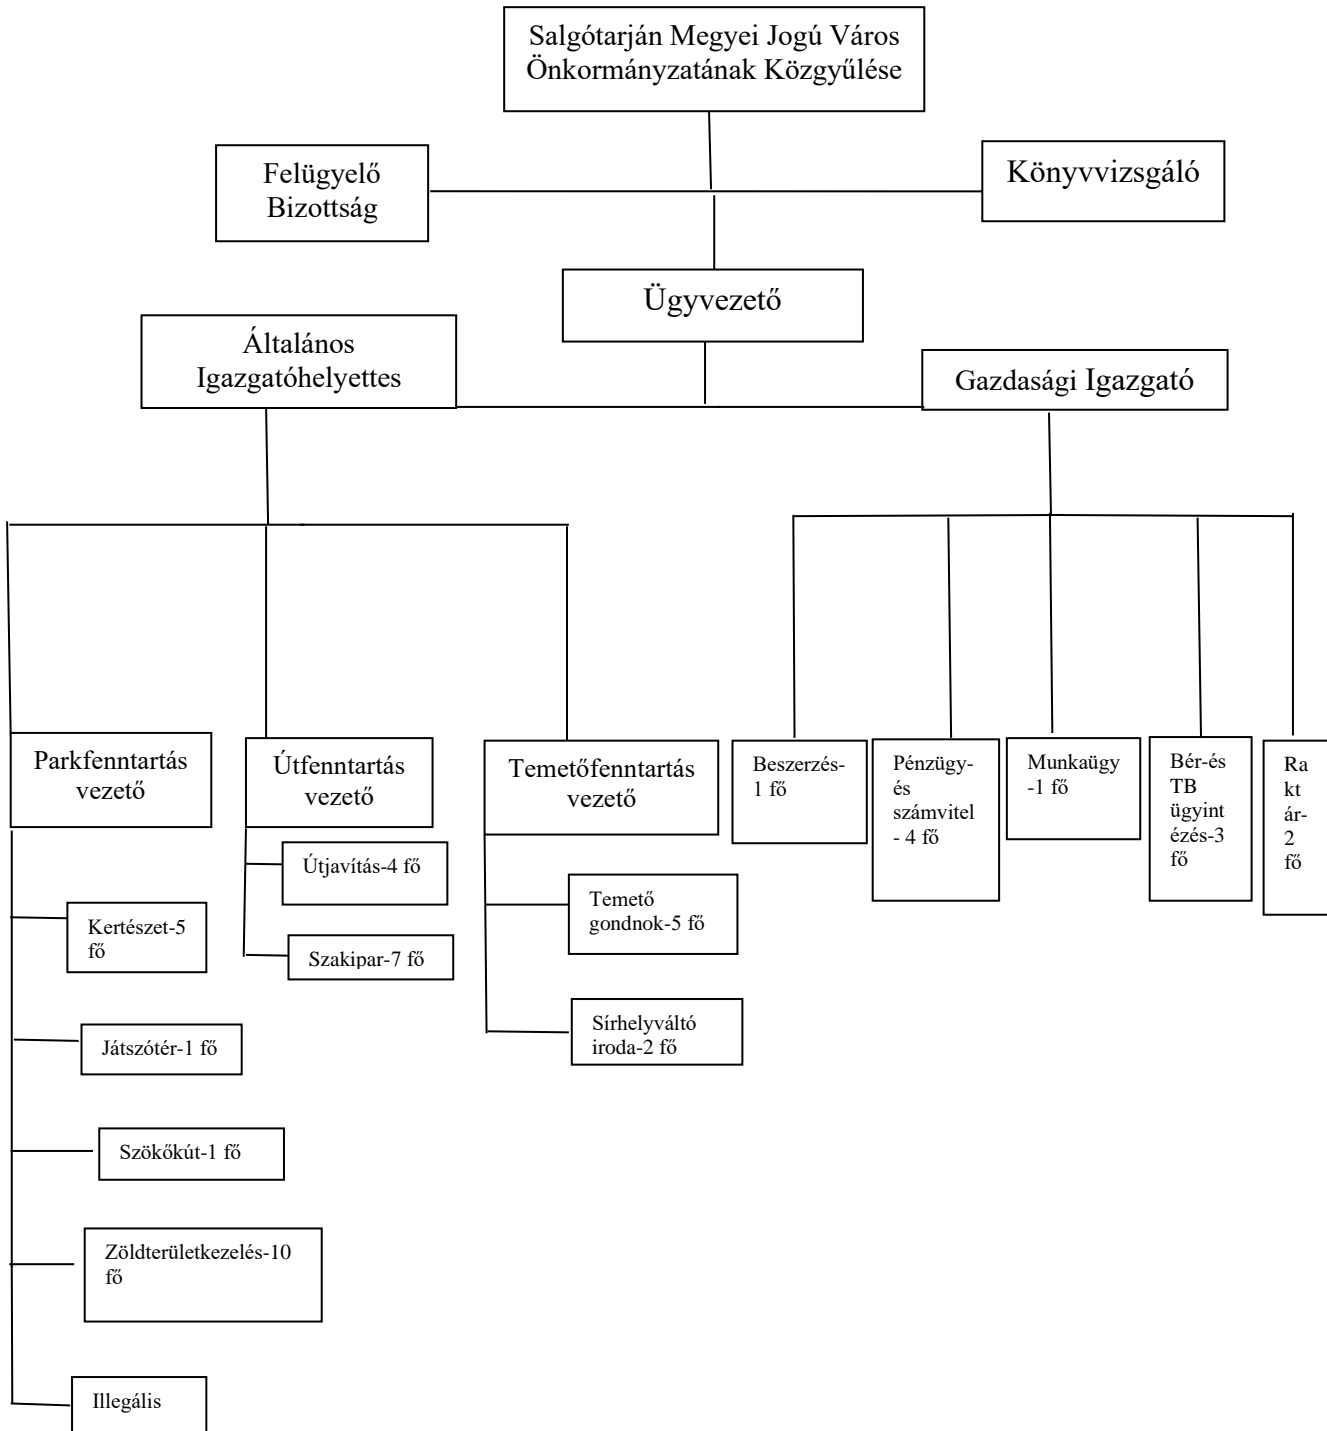 Salgótarján Megyei Jogú Város
Önkormányzatának Közgyűlése
Felügyelő
Bizottság
Könyvvizsgáló
Ügyvezető
Általános
Igazgatóhelyettes
Gazdasági Igazgató
Parkfenntartás
vezető
Útfenntartás
vezető
Temetőfenntartás
vezető
Beszerzés-
1 fő
Pénzügy-
és
számvitel
- 4 fő
Munkaügy
-1 fő
Bér-és
TB
ügyint
ézés-3
fő
Ra
kt
ár-
2
fő
Útjavítás-4 fő
Szakipar-7 fő
Temető
gondnok-5 fő
Sírhelyváltó
iroda-2 fő
Kertészet-5
fő
Játszótér-1 fő
Szökőkút-1 fő
Zöldterületkezelés-10
fő
Illegális